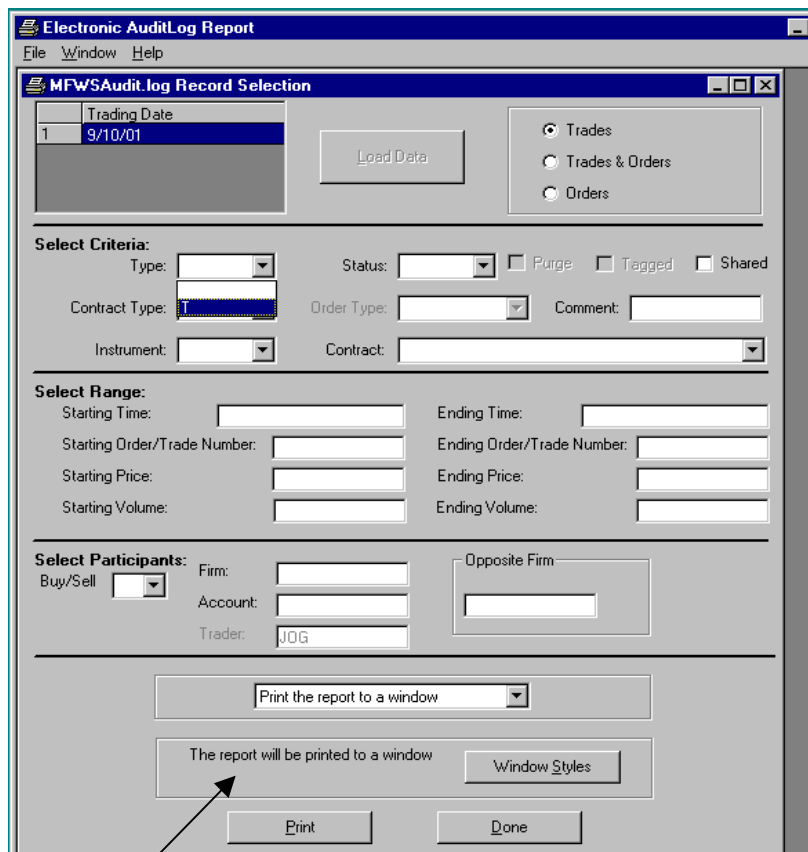 Electronic AuditLog Report
File Window Help
MFWSAudit.log Record Selection
Trading Date
1 9/10/01
Load Data
Trades
Trades & Orders
Orders
Select Criteria:
Type: Status: Purge Tagged Shared
T
Contract Type: Order Type: Comment:
Instrument: Contract:
Select Range:
Starting Time: Ending Time:
Starting Order/Trade Number: Ending Order/Trade Number:
Starting Price: Ending Price:
Starting Volume: Ending Volume:
Select Participants:
Buy/Sell Firm: Opposite Firm
Account:
Trader: JOG
Print the report to a window
The report will be printed to a window Window Styles
Print Done